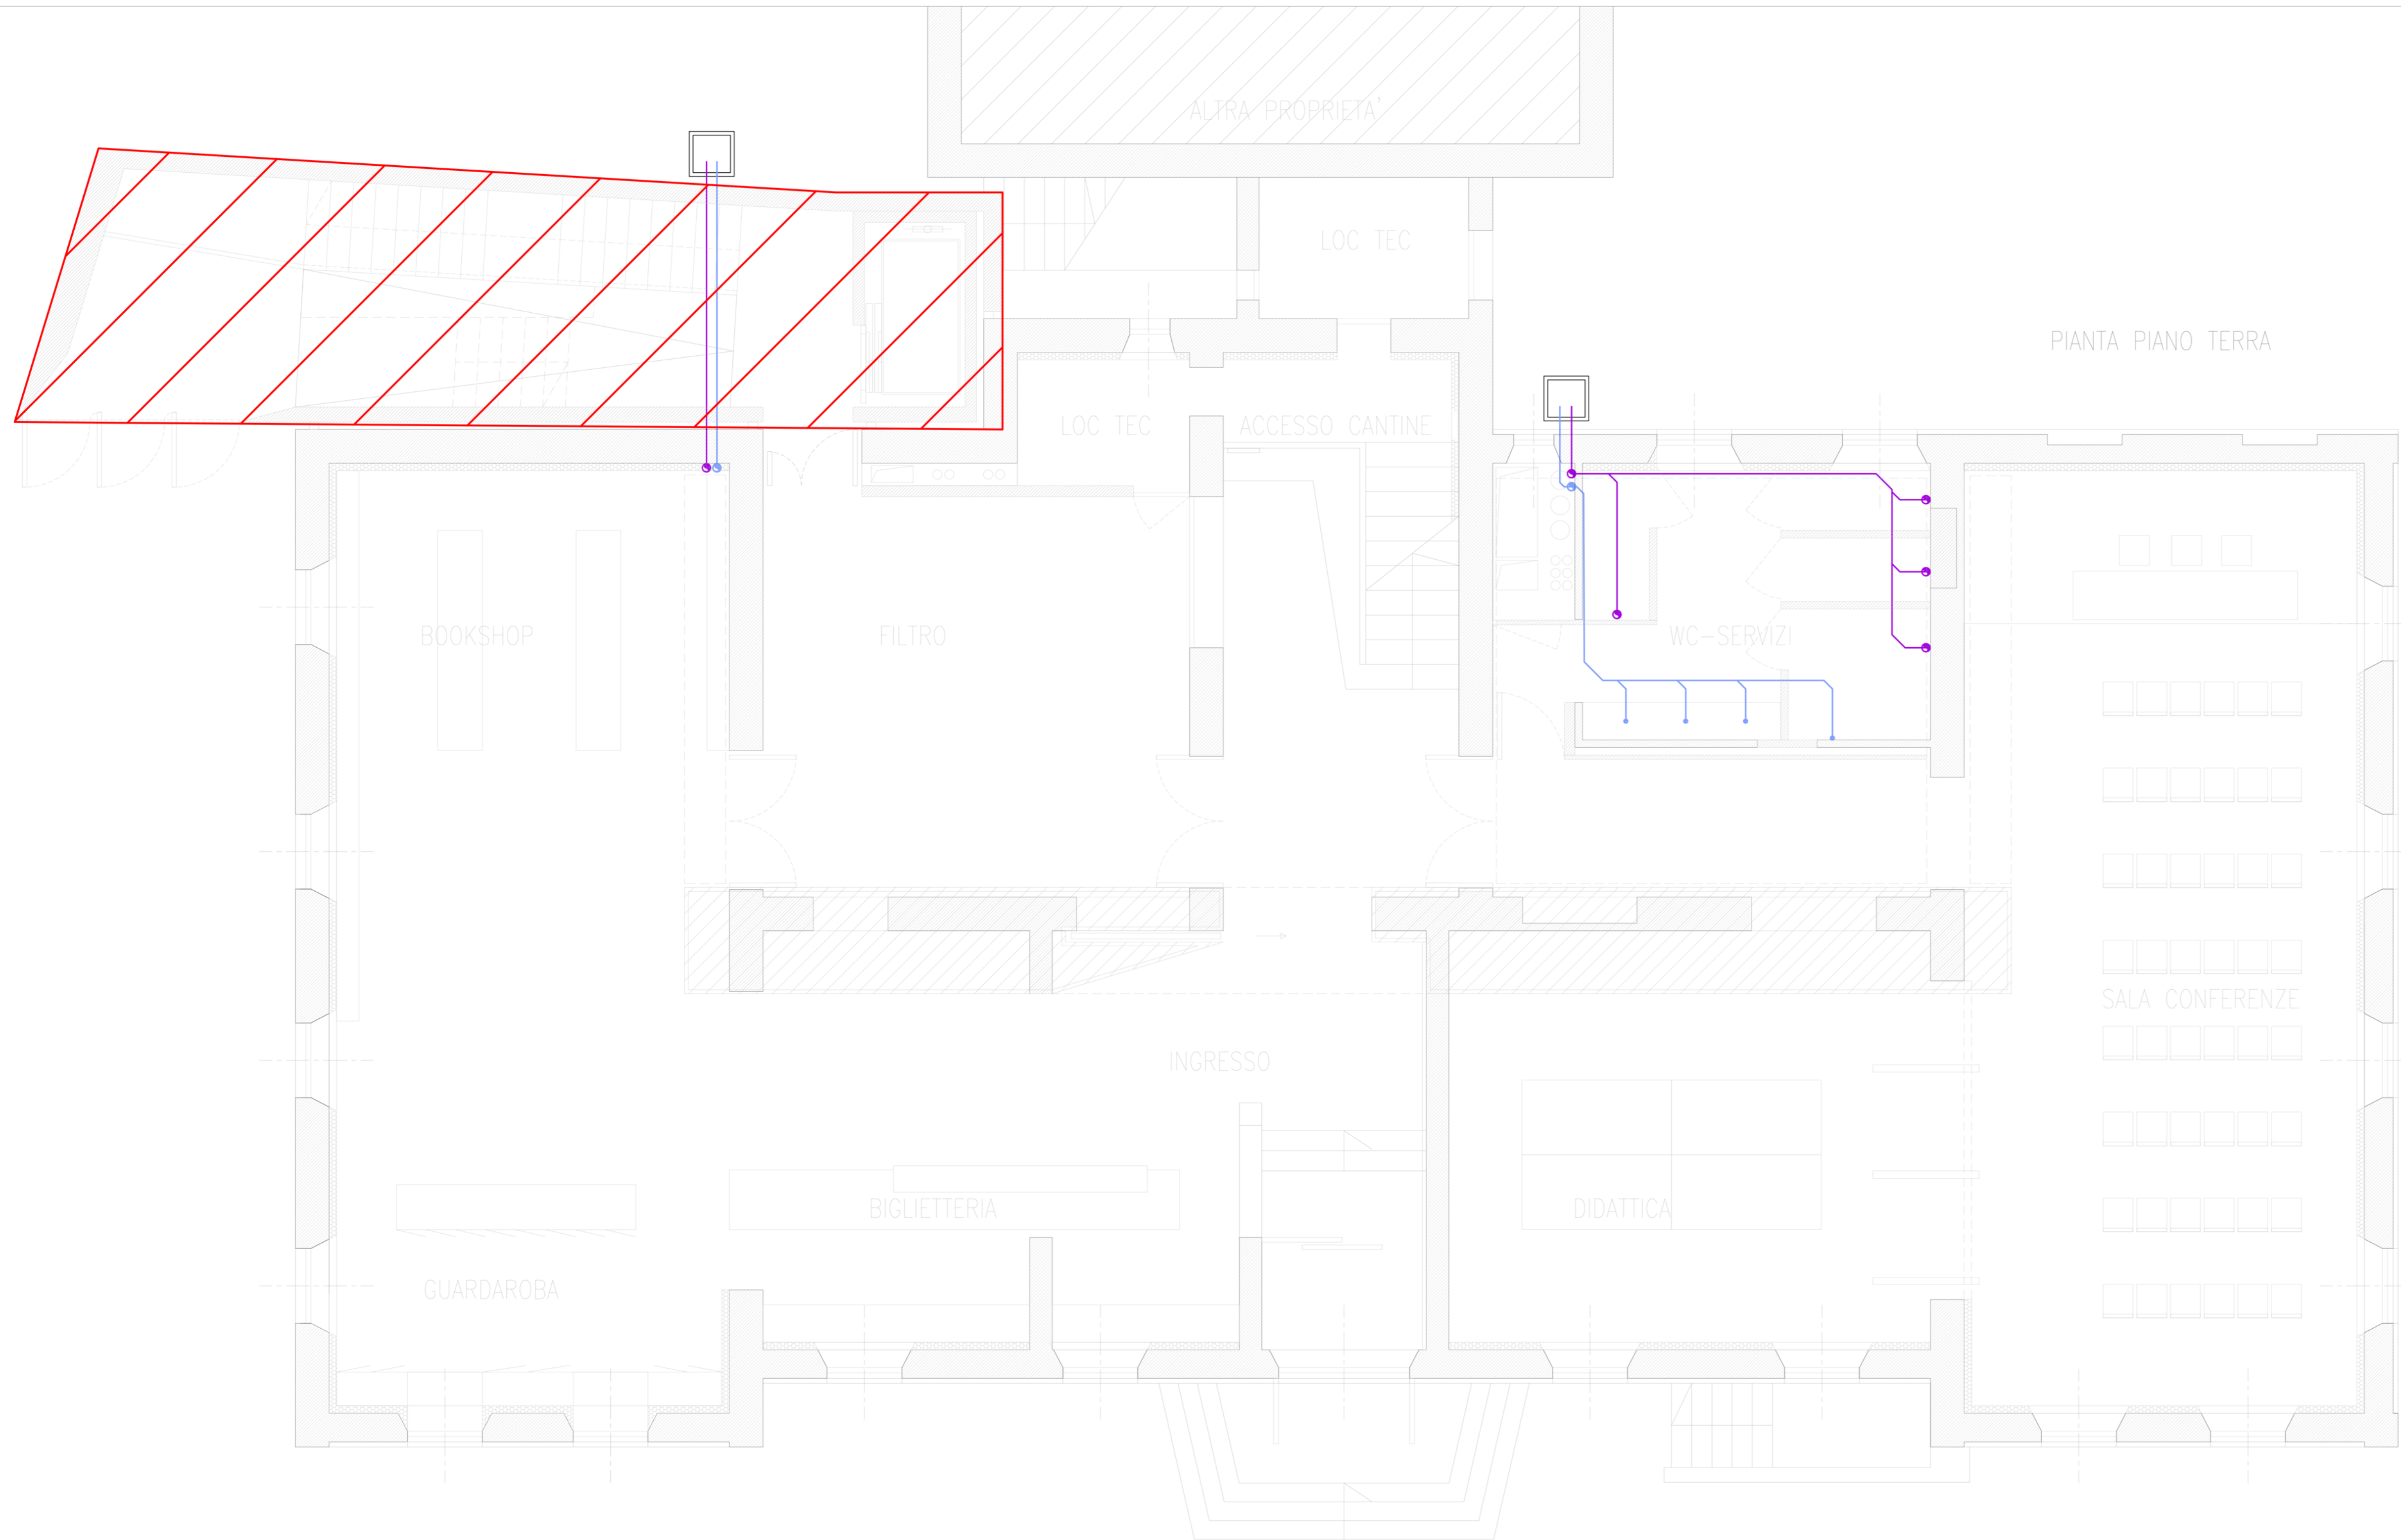 ALTRA PROPRIETA'
LOC TEC
PIANTA PIANO TERRA
LOC TEC
ACCESSO CANTINE
BOOKSHOP
FILTRO
WC-SERVIZI
SALA CONFERENZE
INGRESSO
BIGLIETTERIA
DIDATTICA
GUARDAROBA